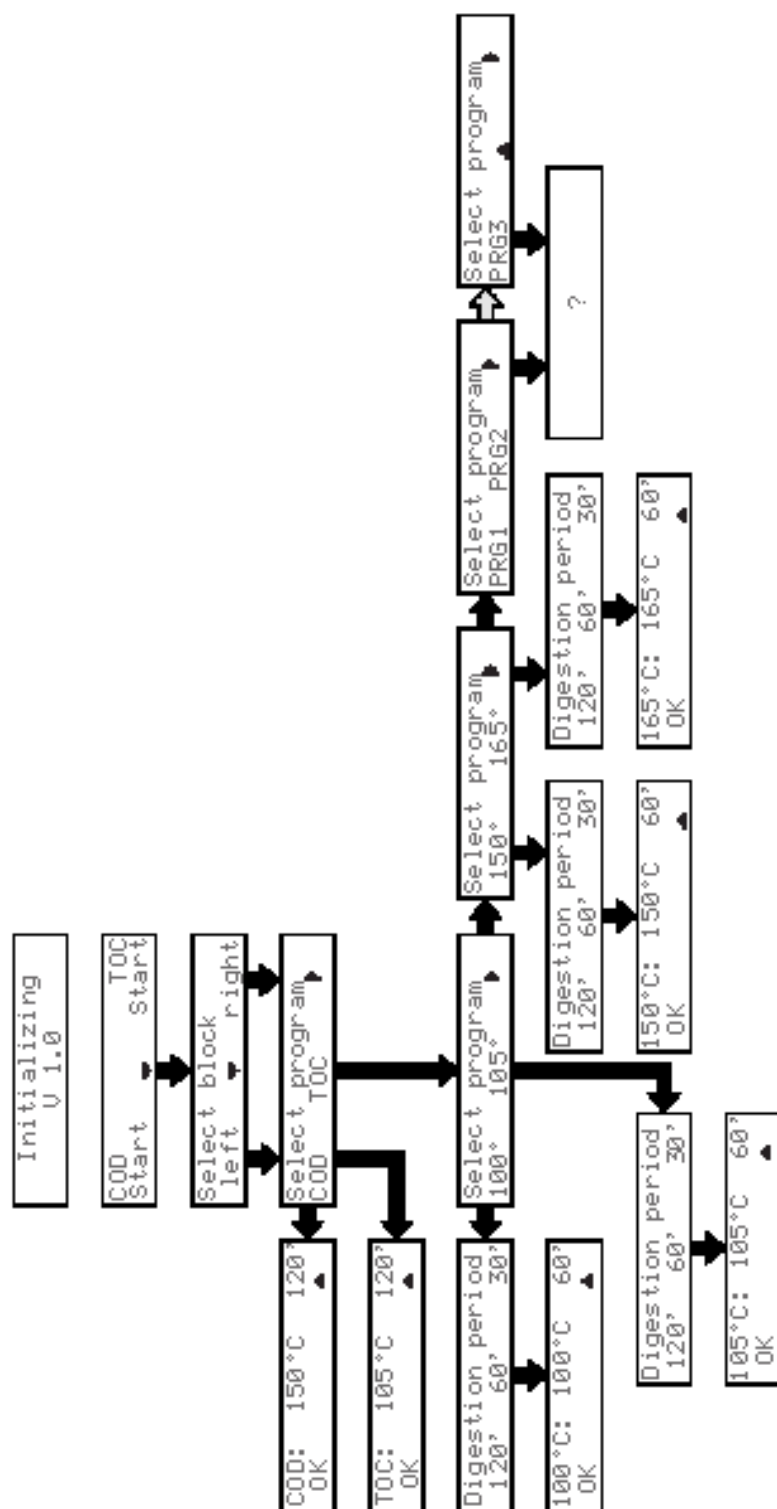 Initializing
V 1.0
COD TOC
Start Start
Select block
left right
Select program
COD TOC
COD: 150°C 120'
OK
TOC: 105°C 120'
OK
Select program
100° 105°
Select program
150° 165°
Select program
PRG1 PRG2
Select program
PRG3
Digestion period
120' 60' 30'
100°C: 100°C 60'
OK
Digestion period
120' 60' 30'
105°C: 105°C 60'
OK
Digestion period
120' 60' 30'
150°C: 150°C 60'
OK
Digestion period
120' 60' 30'
165°C: 165°C 60'
OK
?